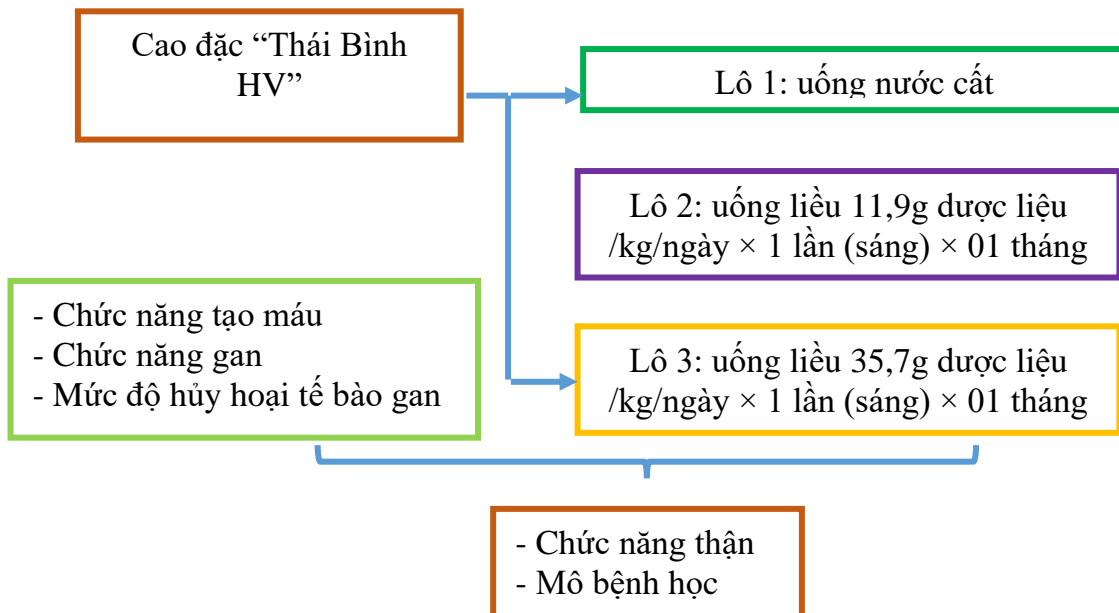 Cao đặc “Thái Bình
HV”
Lô 1: uống nước cất
Lô 2: uống liều 11,9g dược liệu
/kg/ngày × 1 lần (sáng) × 01 tháng
- Chức năng tạo máu
- Chức năng gan
- Mức độ hủy hoại tế bào gan
Lô 3: uống liều 35,7g dược liệu
/kg/ngày × 1 lần (sáng) × 01 tháng
- Chức năng thận
- Mô bệnh học